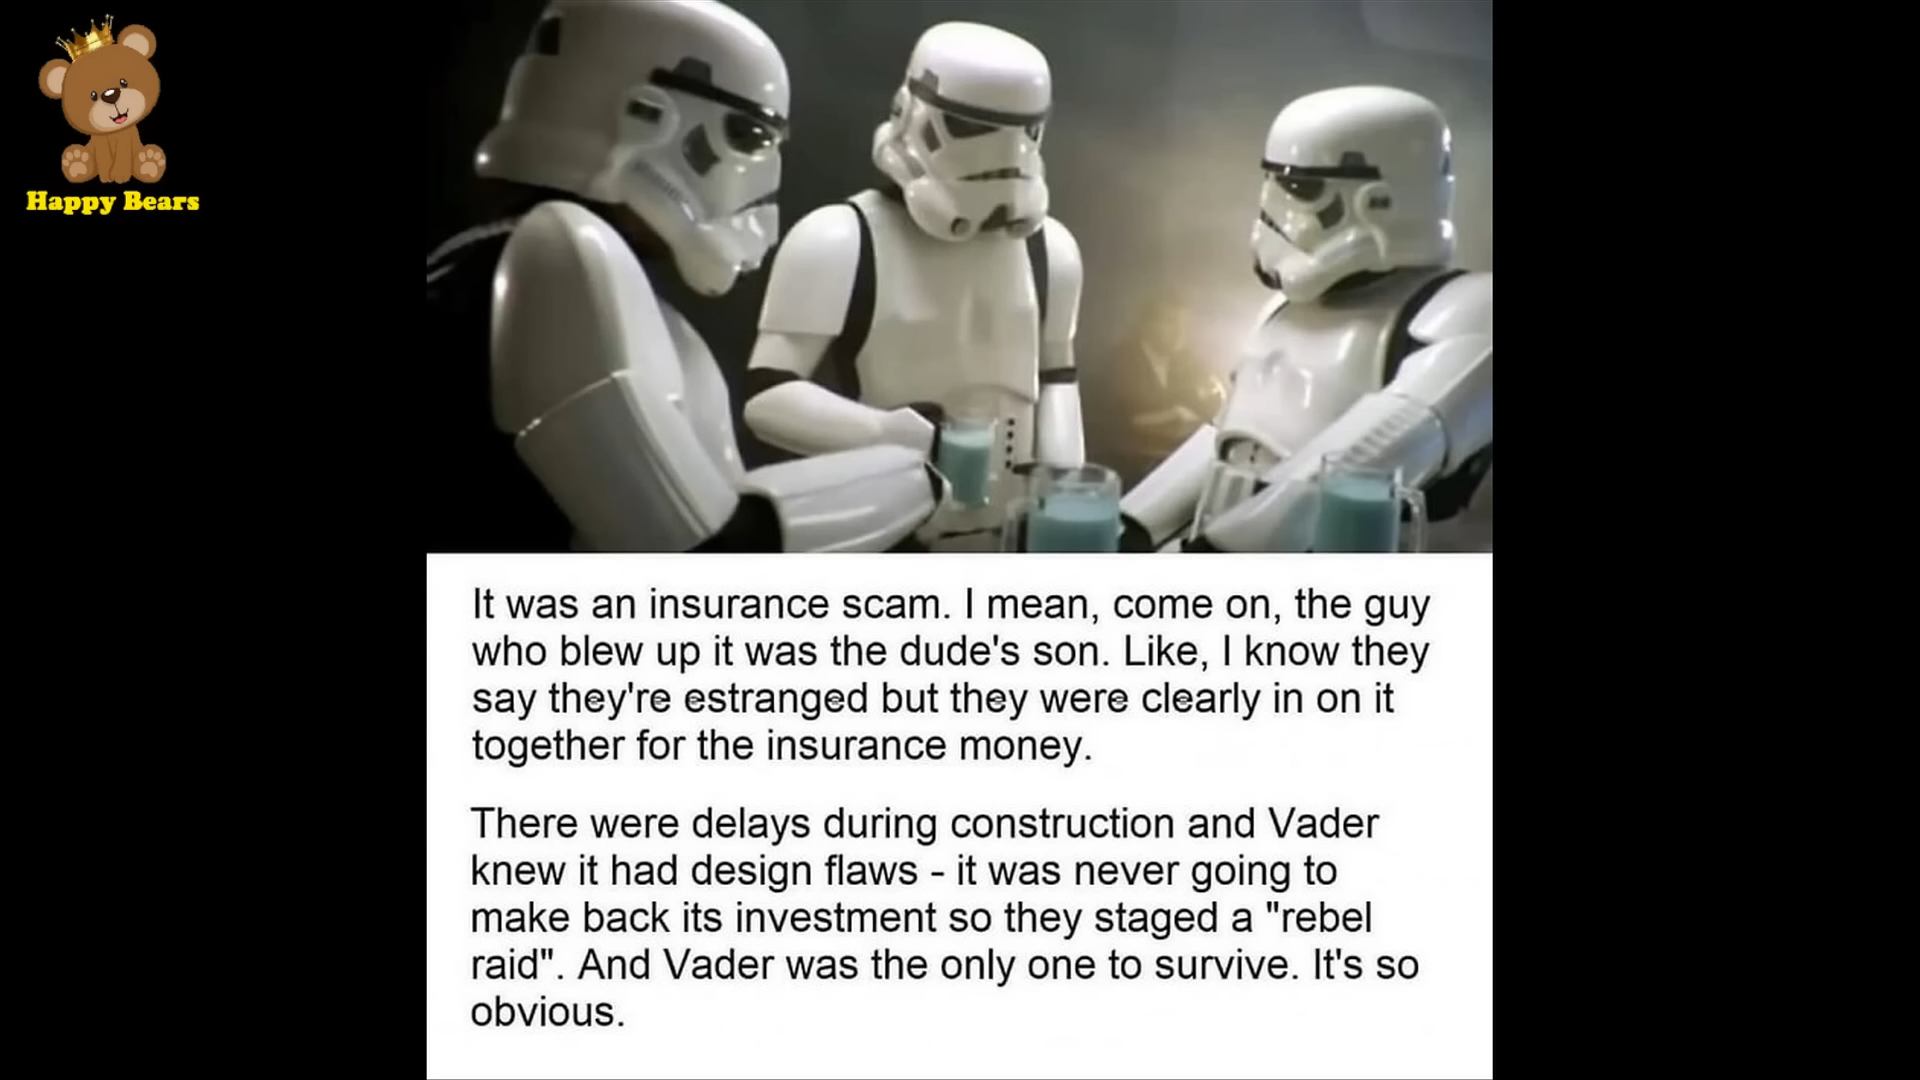 Happy Bears
It was an insurance scam. I mean, come on, the guy
who blew up it was the dude's son. Like, I know they
say they're estranged but they were clearly in on it
together for the insurance money.
There were delays during construction and Vader
knew it had design flaws - it was never going to
make back its investment so they staged a "rebel
raid". And Vader was the only one to survive. It's so
obvious.